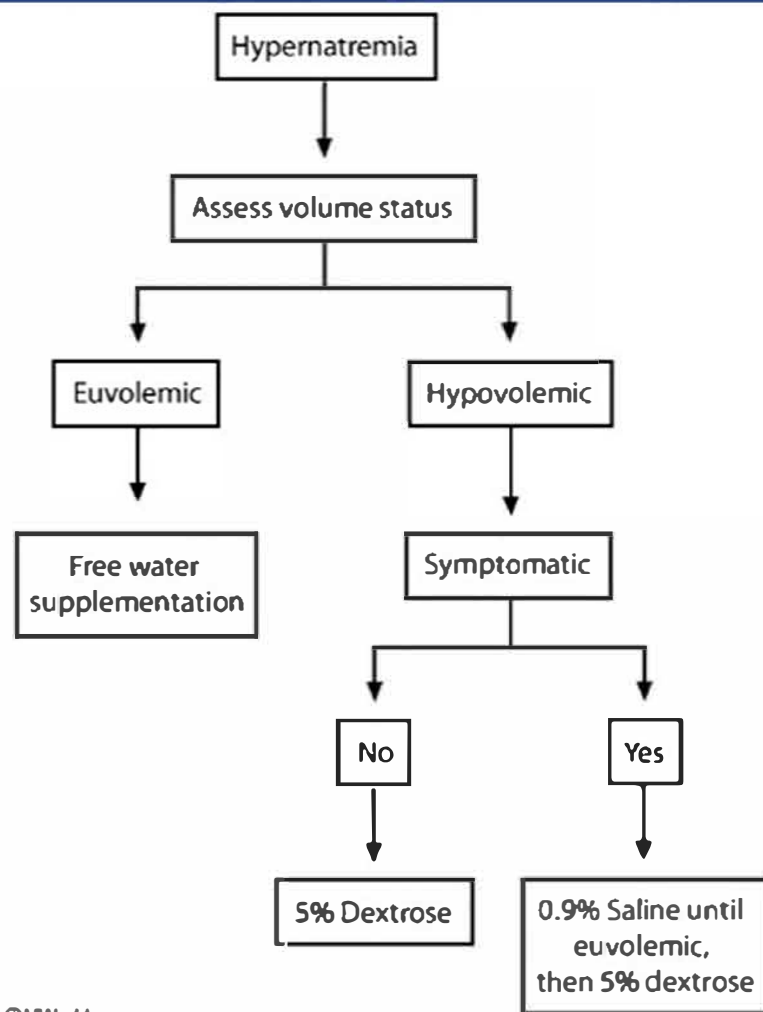 Hypernatremia
Assess volume status
Euvolemic
Hypovolemic
Free water
supplementation
Symptomatic
No
Yes
5% Dextrose
0.9% Saline until
euvolemic,
then 5% dextrose